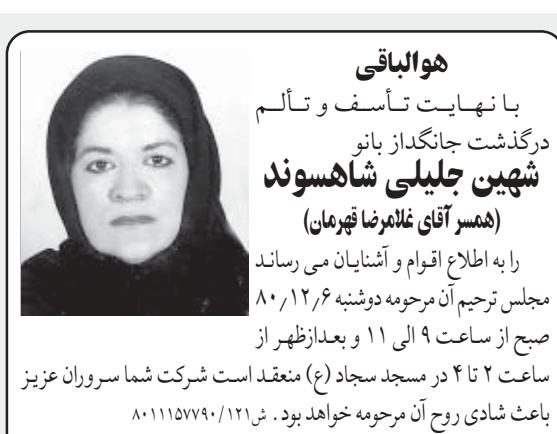 هوالباقی
با نهایت تأسف و تألم
درگذشت جانگداز بانو
شهین جلیلی شاهسوند
(همسر آقای غلامرضا قهرمان)
را به اطلاع اقوام و آشنایان می رساند
مجلس ترحیم آن مرحومه دوشنبه ۸۰٫۱۲٫۶
صبح از ساعت ۹ الی ۱۱ و بعدازظهر از
ساعت ۲ تا ۴ در مسجد سجاد (ع) منعقد است شرکت شما سروران عزیز
باعث شادی روح آن مرحومه خواهد بود. ش۸۰۱۱۱۵۷۷۹۰/۱۲۱